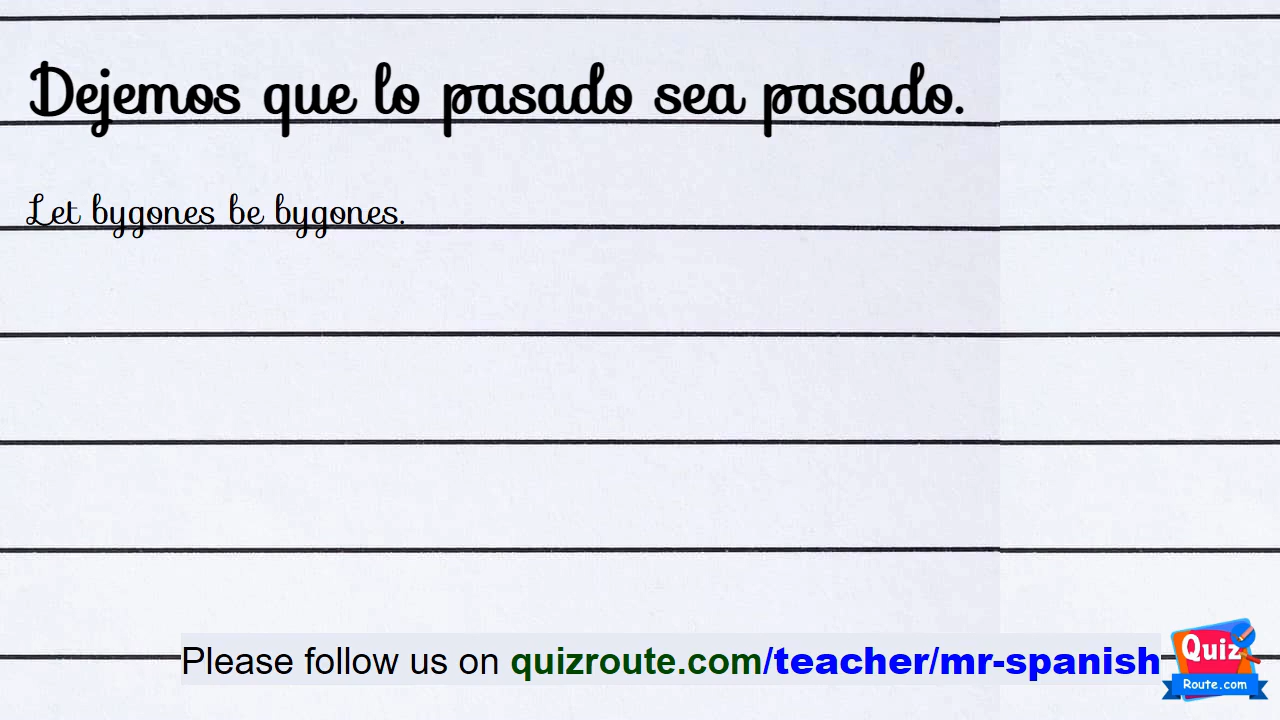 Dejemos que lo pasado sea pasado.
Let bygones be bygones.
Please follow us on quizroute.com/teacher/mr-spanish
Quiz
Route.com